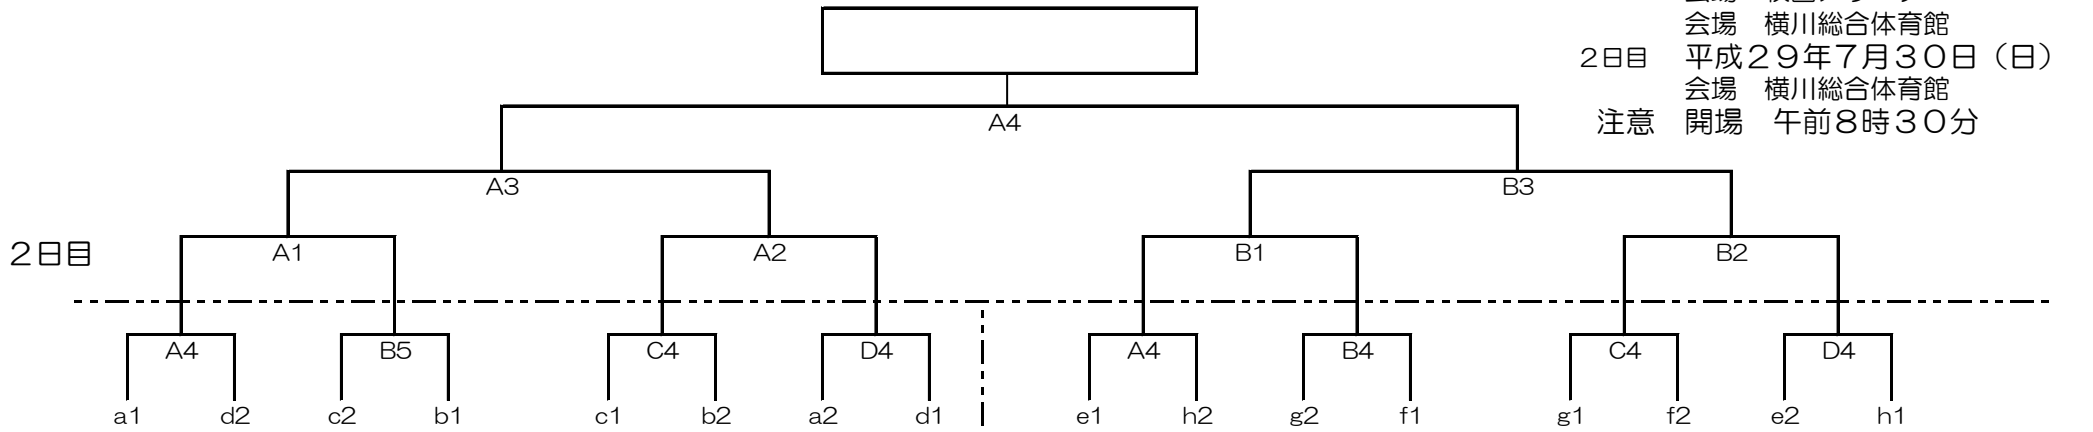 会場　横川総合体育館
２日目　平成２９年７月３０日（日）
会場　横川総合体育館
注意　開場　午前８時３０分
A4
A3 B3
２日目 A1 A2 B1 B2
A4 B5 C4 D4 A4 B4 C4 D4
a1 d2 c2 b1 c1 b2 a2 d1 e1 h2 g2 f1 g1 f2 e2 h1